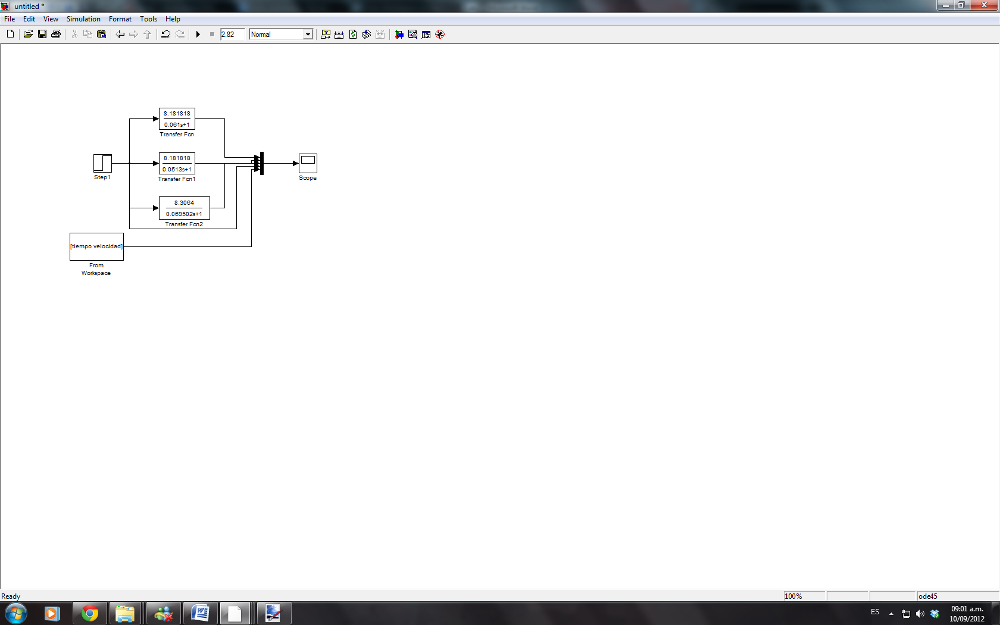 untitled *
File Edit View Simulation Format Tools Help
2.82 Normal
8.181818
0.061s+1
Transfer Fcn
Step1
8.181818
0.0513s+1
Transfer Fcn1
Scope
8.3064
0.069502s+1
Transfer Fcn2
[tiempo velocidad]
From
Workspace
Ready 100% ode45
ES 09:01 a.m.
10/09/2012